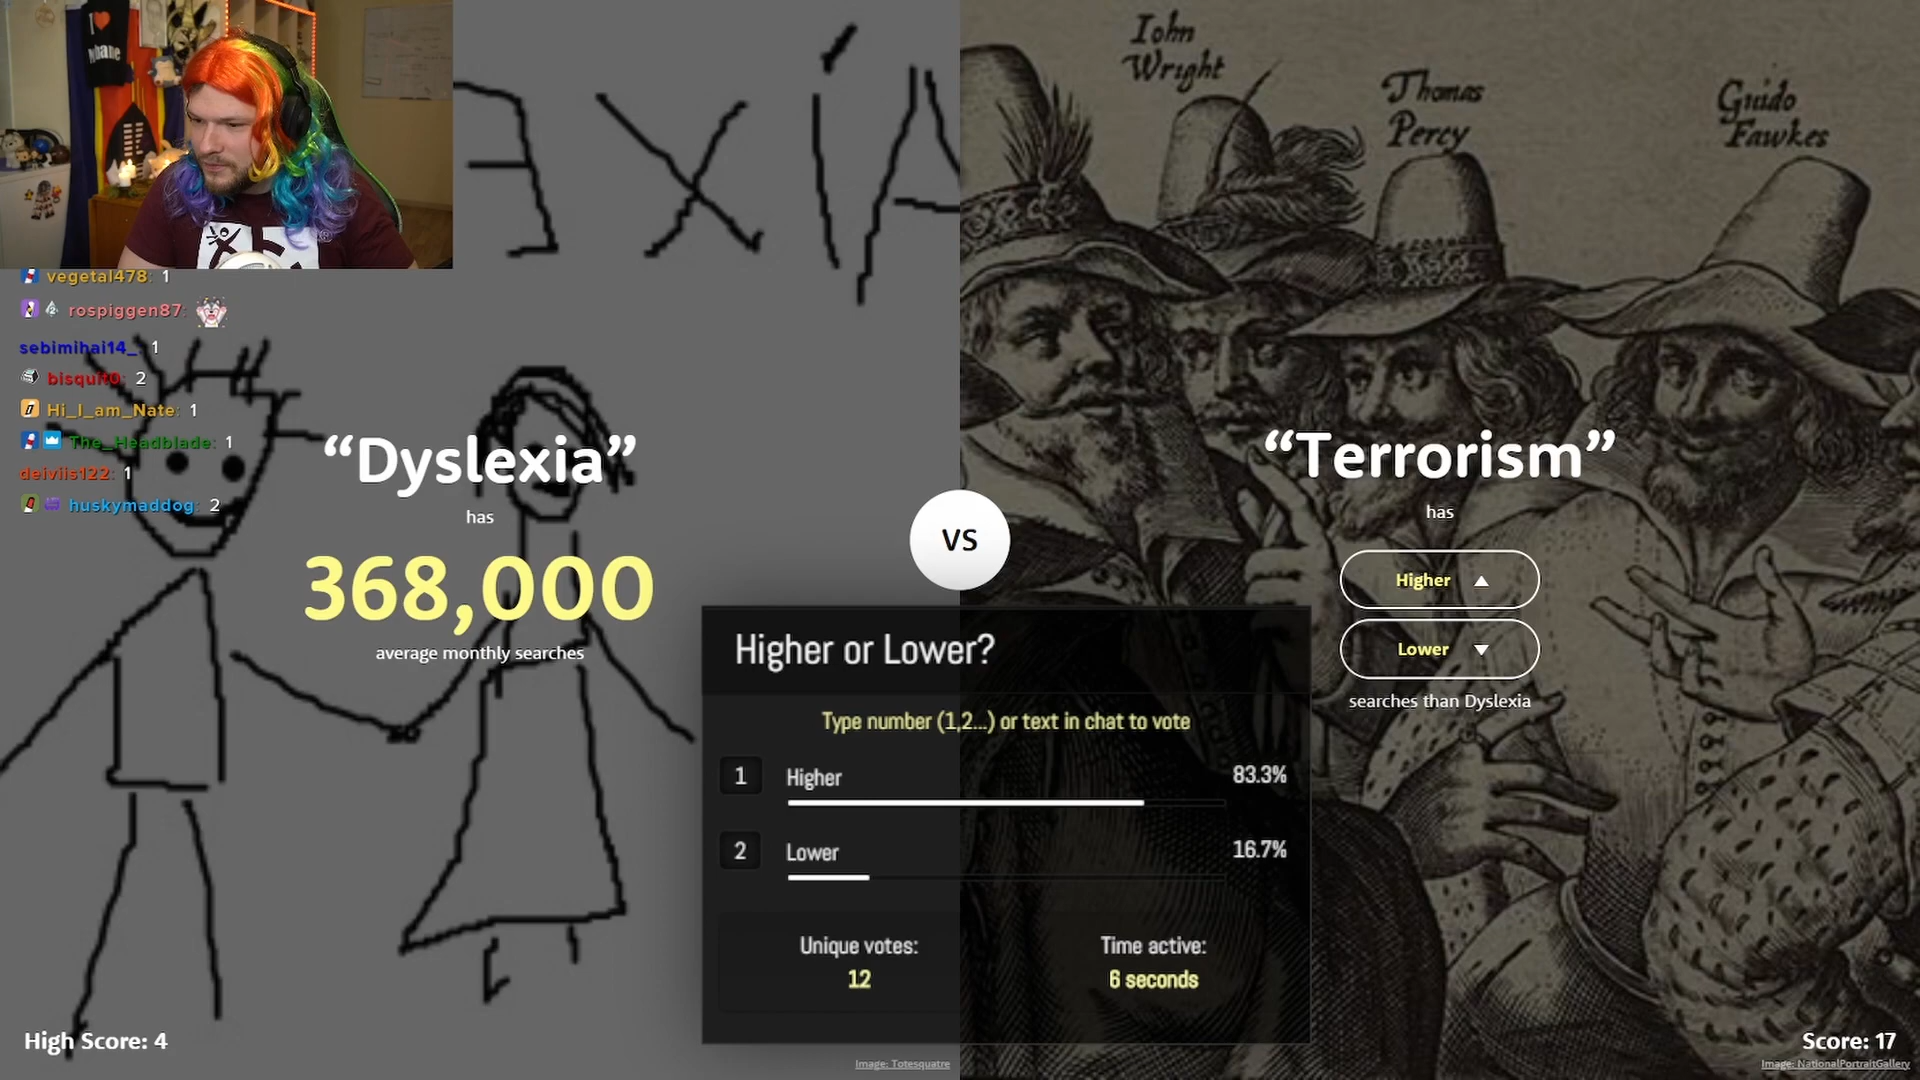 I ❤
Mbane
vegetal478: 1
rospiggen87:
sebimihai14_: 1
bisquit0: 2
Hi_I_am_Nate: 1
The_Headblade: 1
deiviis122: 1
huskymaddog: 2
“Dyslexia”
has
368,000
average monthly searches
VS
Iohn
Wright
Thomas
Percy
Guido
Fawkes
“Terrorism”
has
Higher ▲
Lower ▼
searches than Dyslexia
Higher or Lower?
Type number (1,2...) or text in chat to vote
1 Higher 83.3%
2 Lower 16.7%
Unique votes:
12
Time active:
6 seconds
High Score: 4
Image: Totesquatre
Score: 17
Image: NationalPortraitGallery